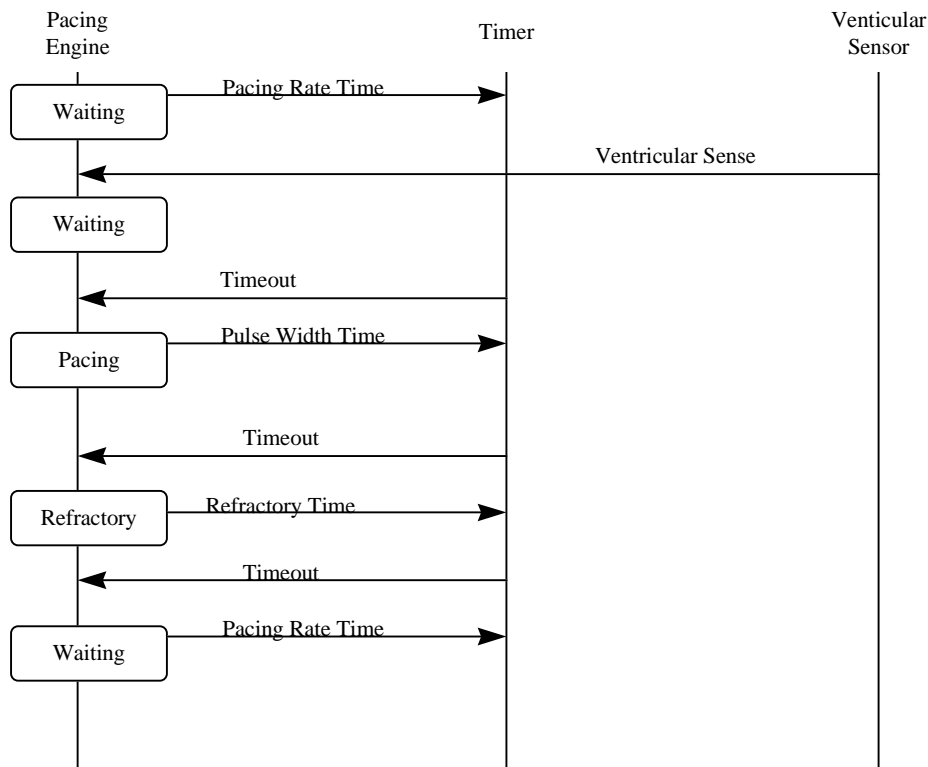 Pacing
Engine
Timer
Venticular
Sensor
Pacing Rate Time
Waiting
Ventricular Sense
Waiting
Timeout
Pulse Width Time
Pacing
Timeout
Refractory Time
Refractory
Timeout
Pacing Rate Time
Waiting